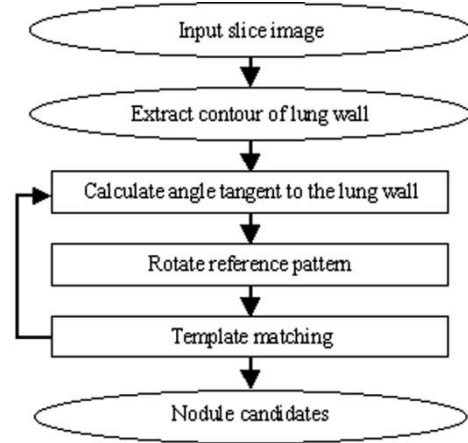 Input slice image
Extract contour of lung wall
Calculate angle tangent to the lung wall
Rotate reference pattern
Template matching
Nodule candidates